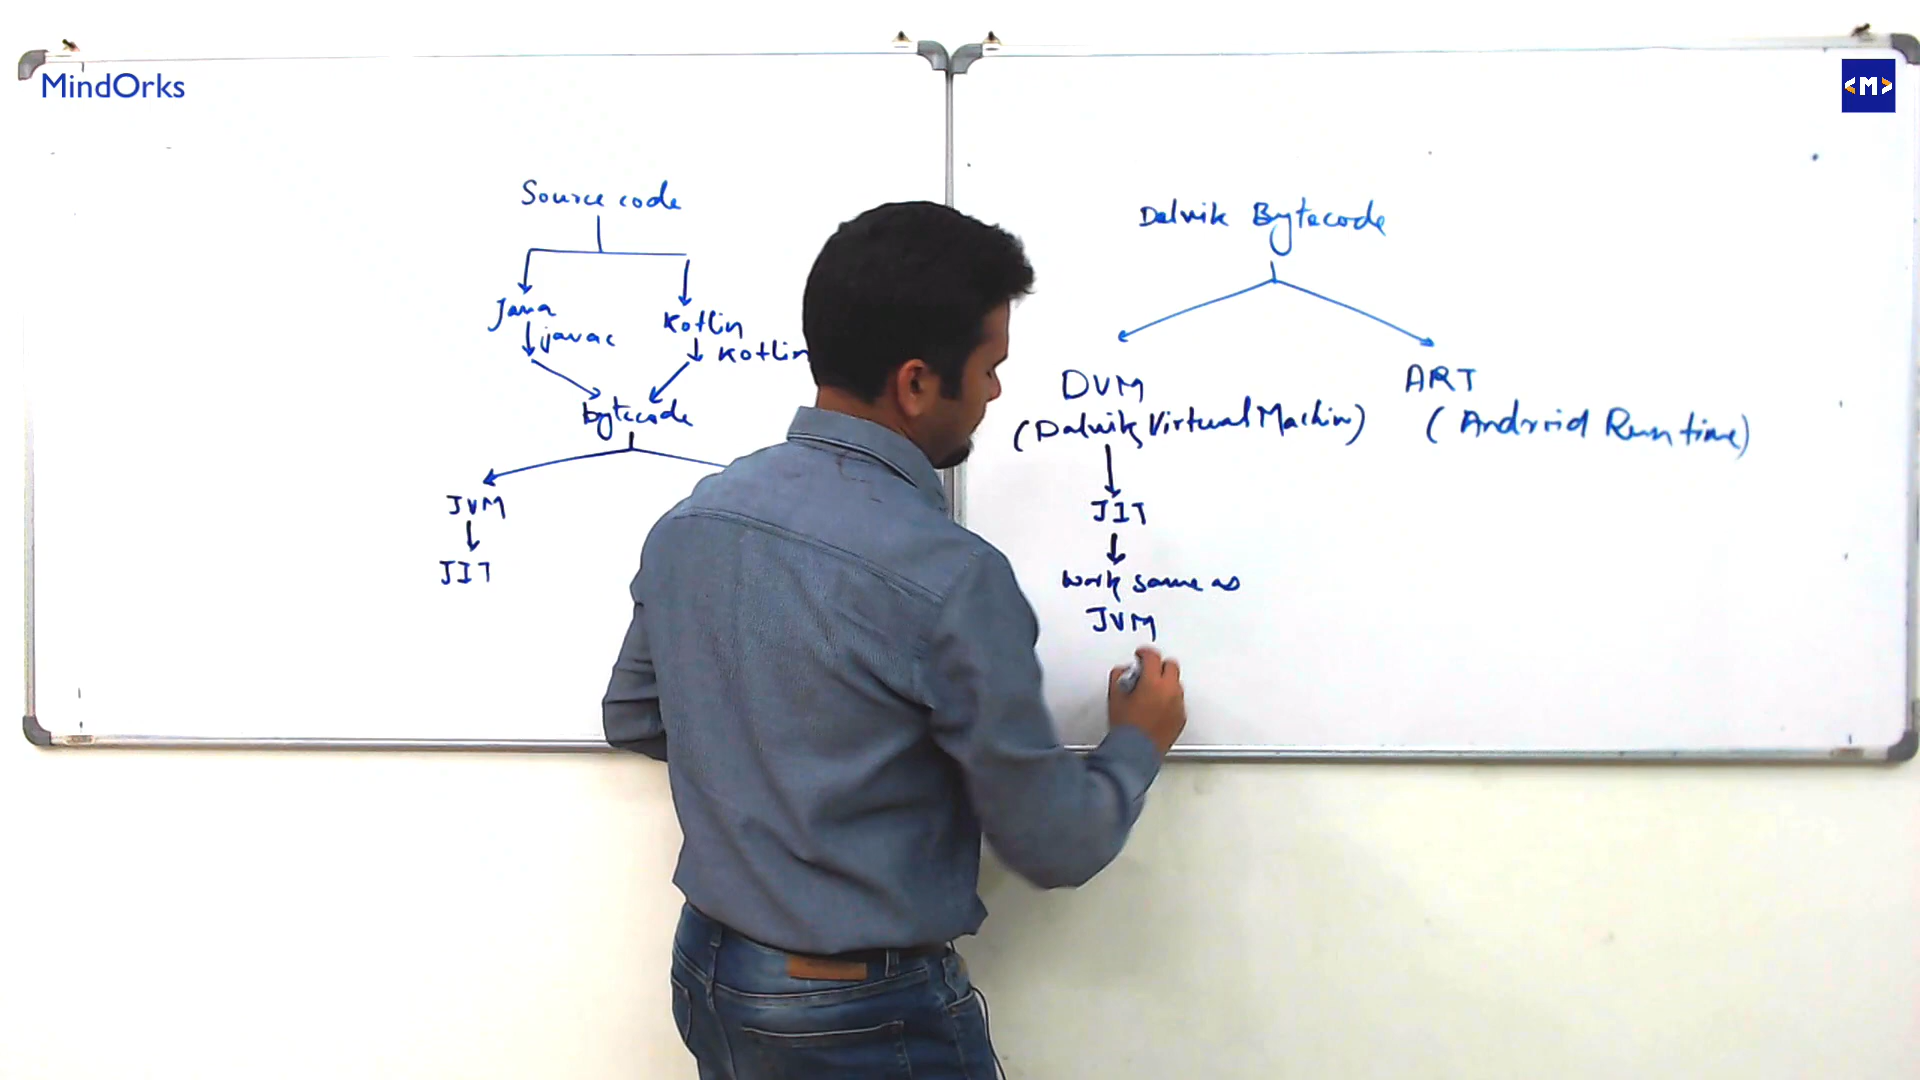 MindOrks
<M>
Source code
Java
Kotlin
javac
Kotlin
bytecode
JVM
JIT
Dalvik Bytecode
DVM
(Dalvik Virtual Machin)
JIT
Work same as
JVM
ART
(Android Runtime)